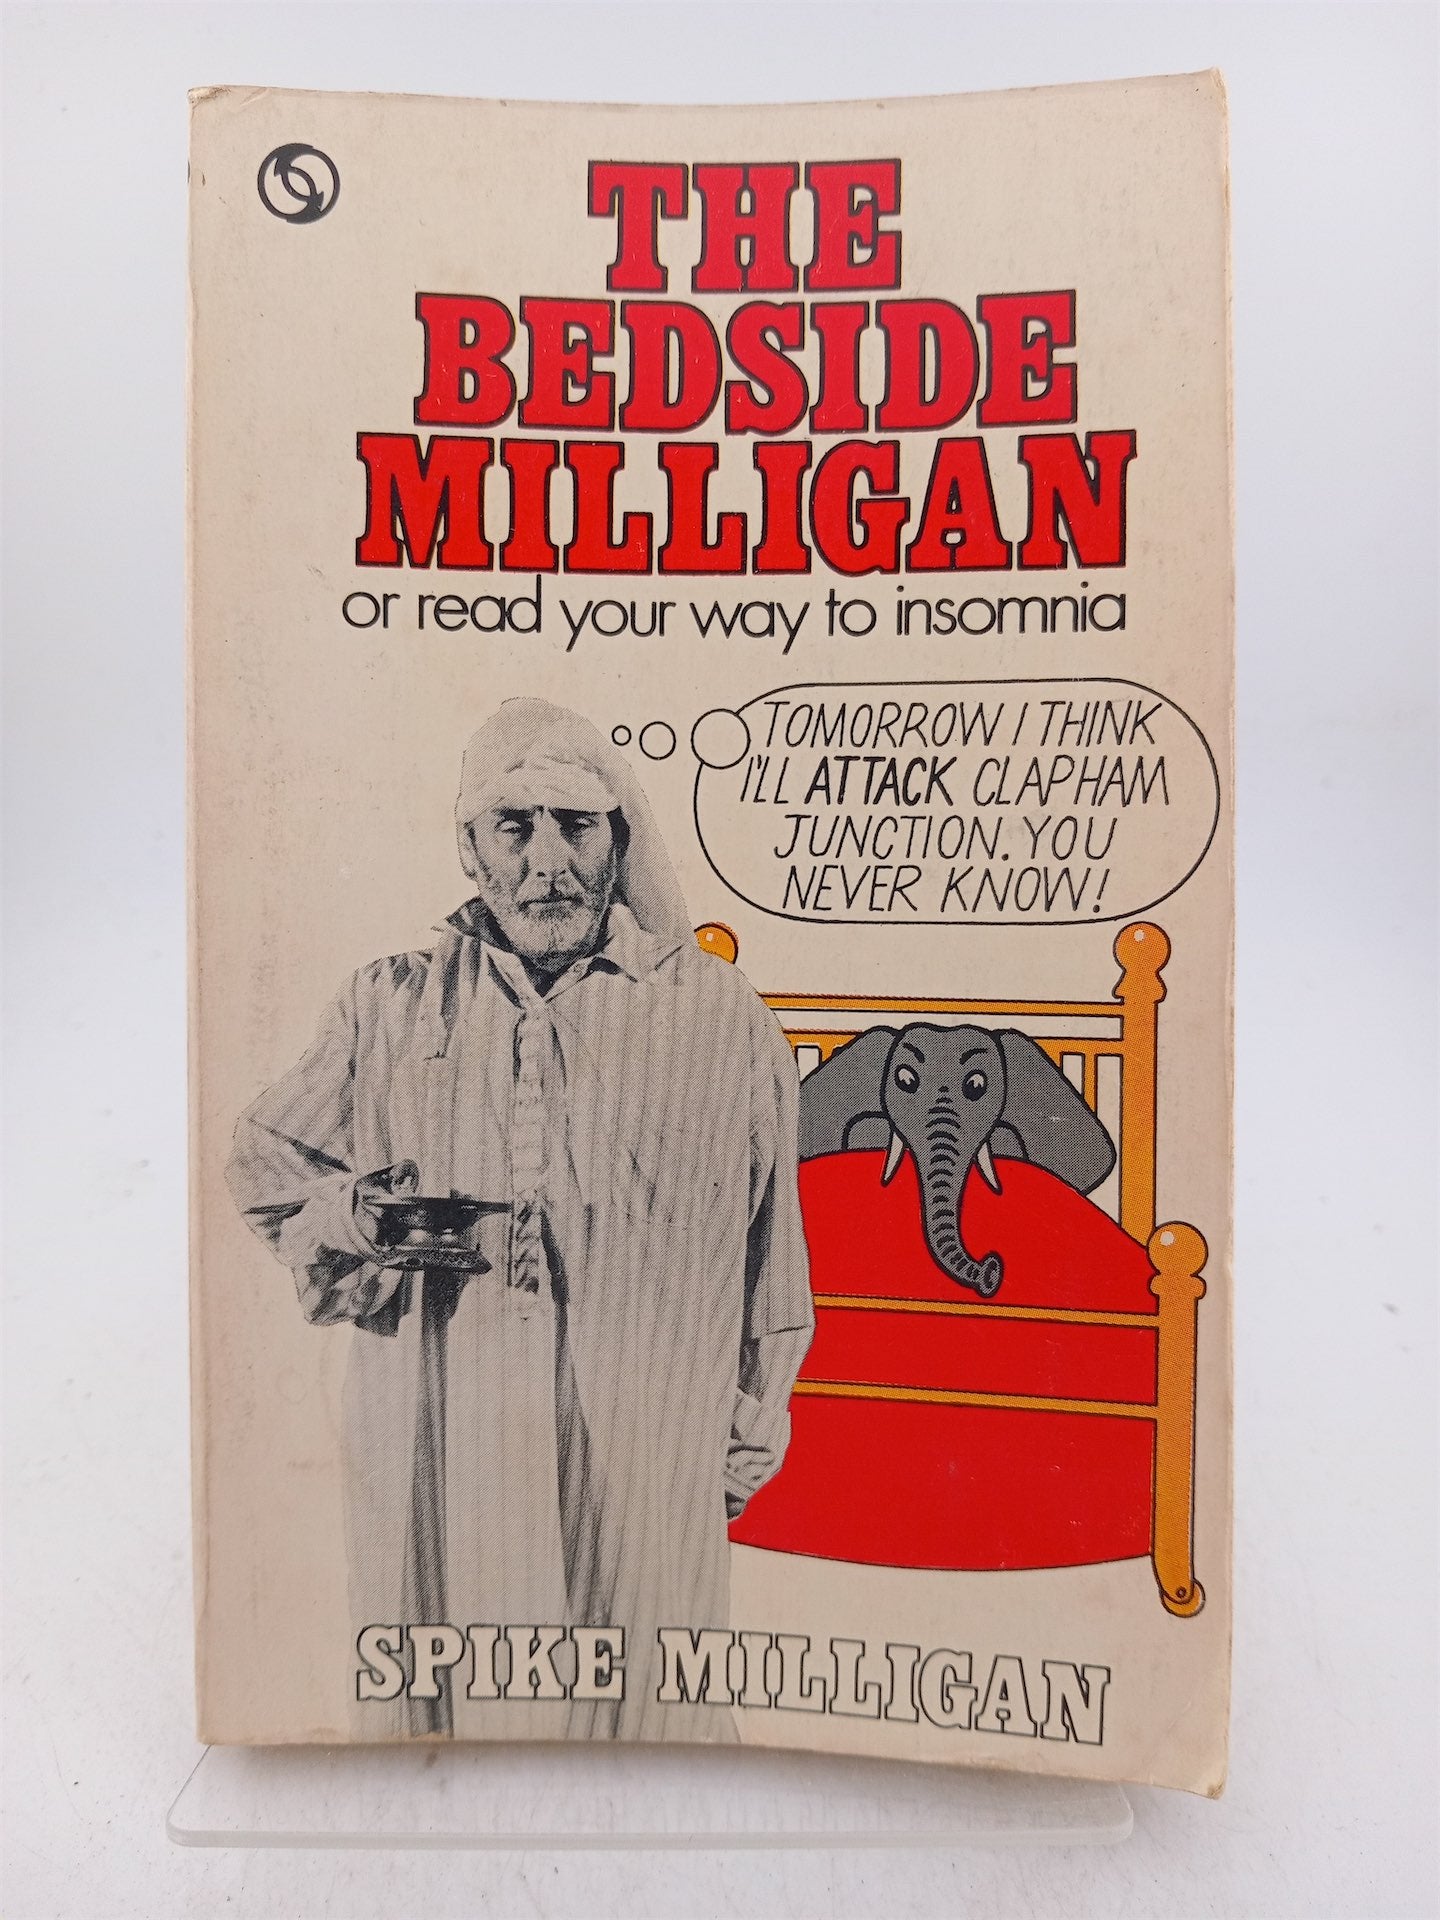 THE
BEDSIDE
MILLIGAN
or read your way to insomnia
TOMORROW I THINK
I'LL ATTACK CLAPHAM
JUNCTION. YOU
NEVER KNOW!
SPIKE MILLIGAN